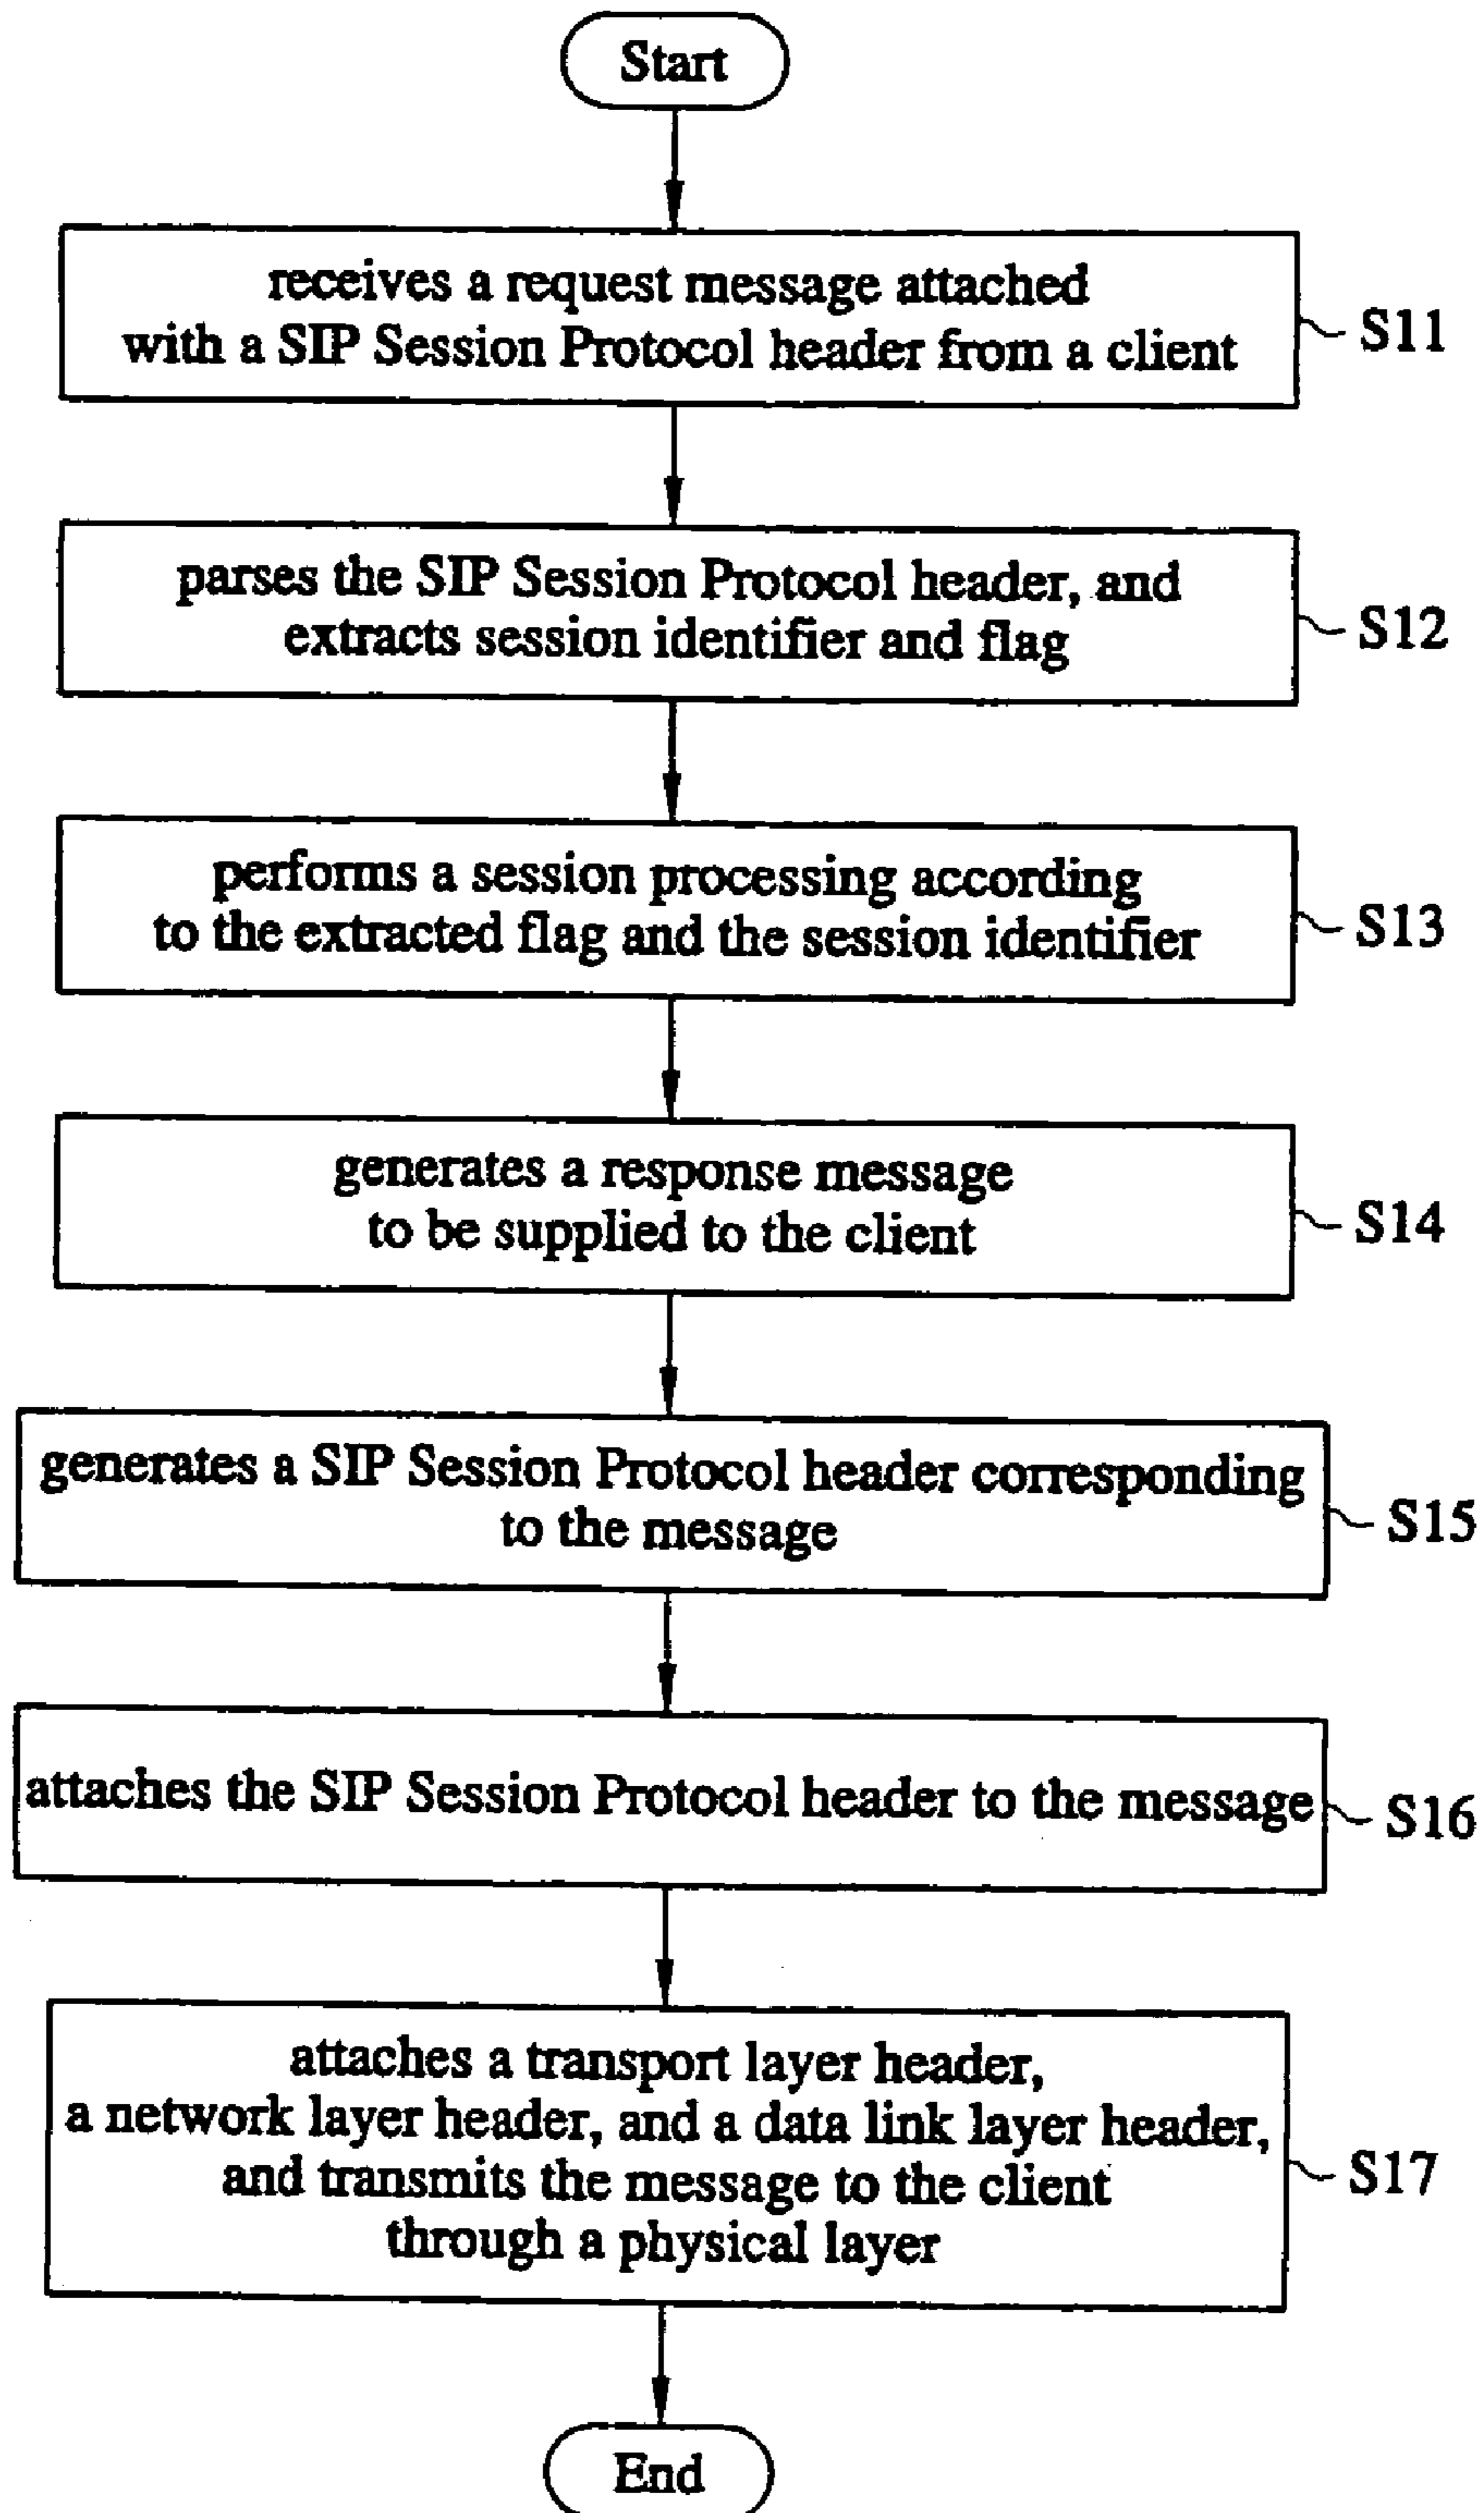 Start
receives a request message attached
with a SIP Session Protocol header from a client
S11
parses the SIP Session Protocol header, and
extracts session identifier and flag
S12
performs a session processing according
to the extracted flag and the session identifier
S13
generates a response message
to be supplied to the client
S14
generates a SIP Session Protocol header corresponding
to the message
S15
attaches the SIP Session Protocol header to the message
S16
attaches a transport layer header,
a network layer header, and a data link layer header,
and transmits the message to the client
through a physical layer
S17
End